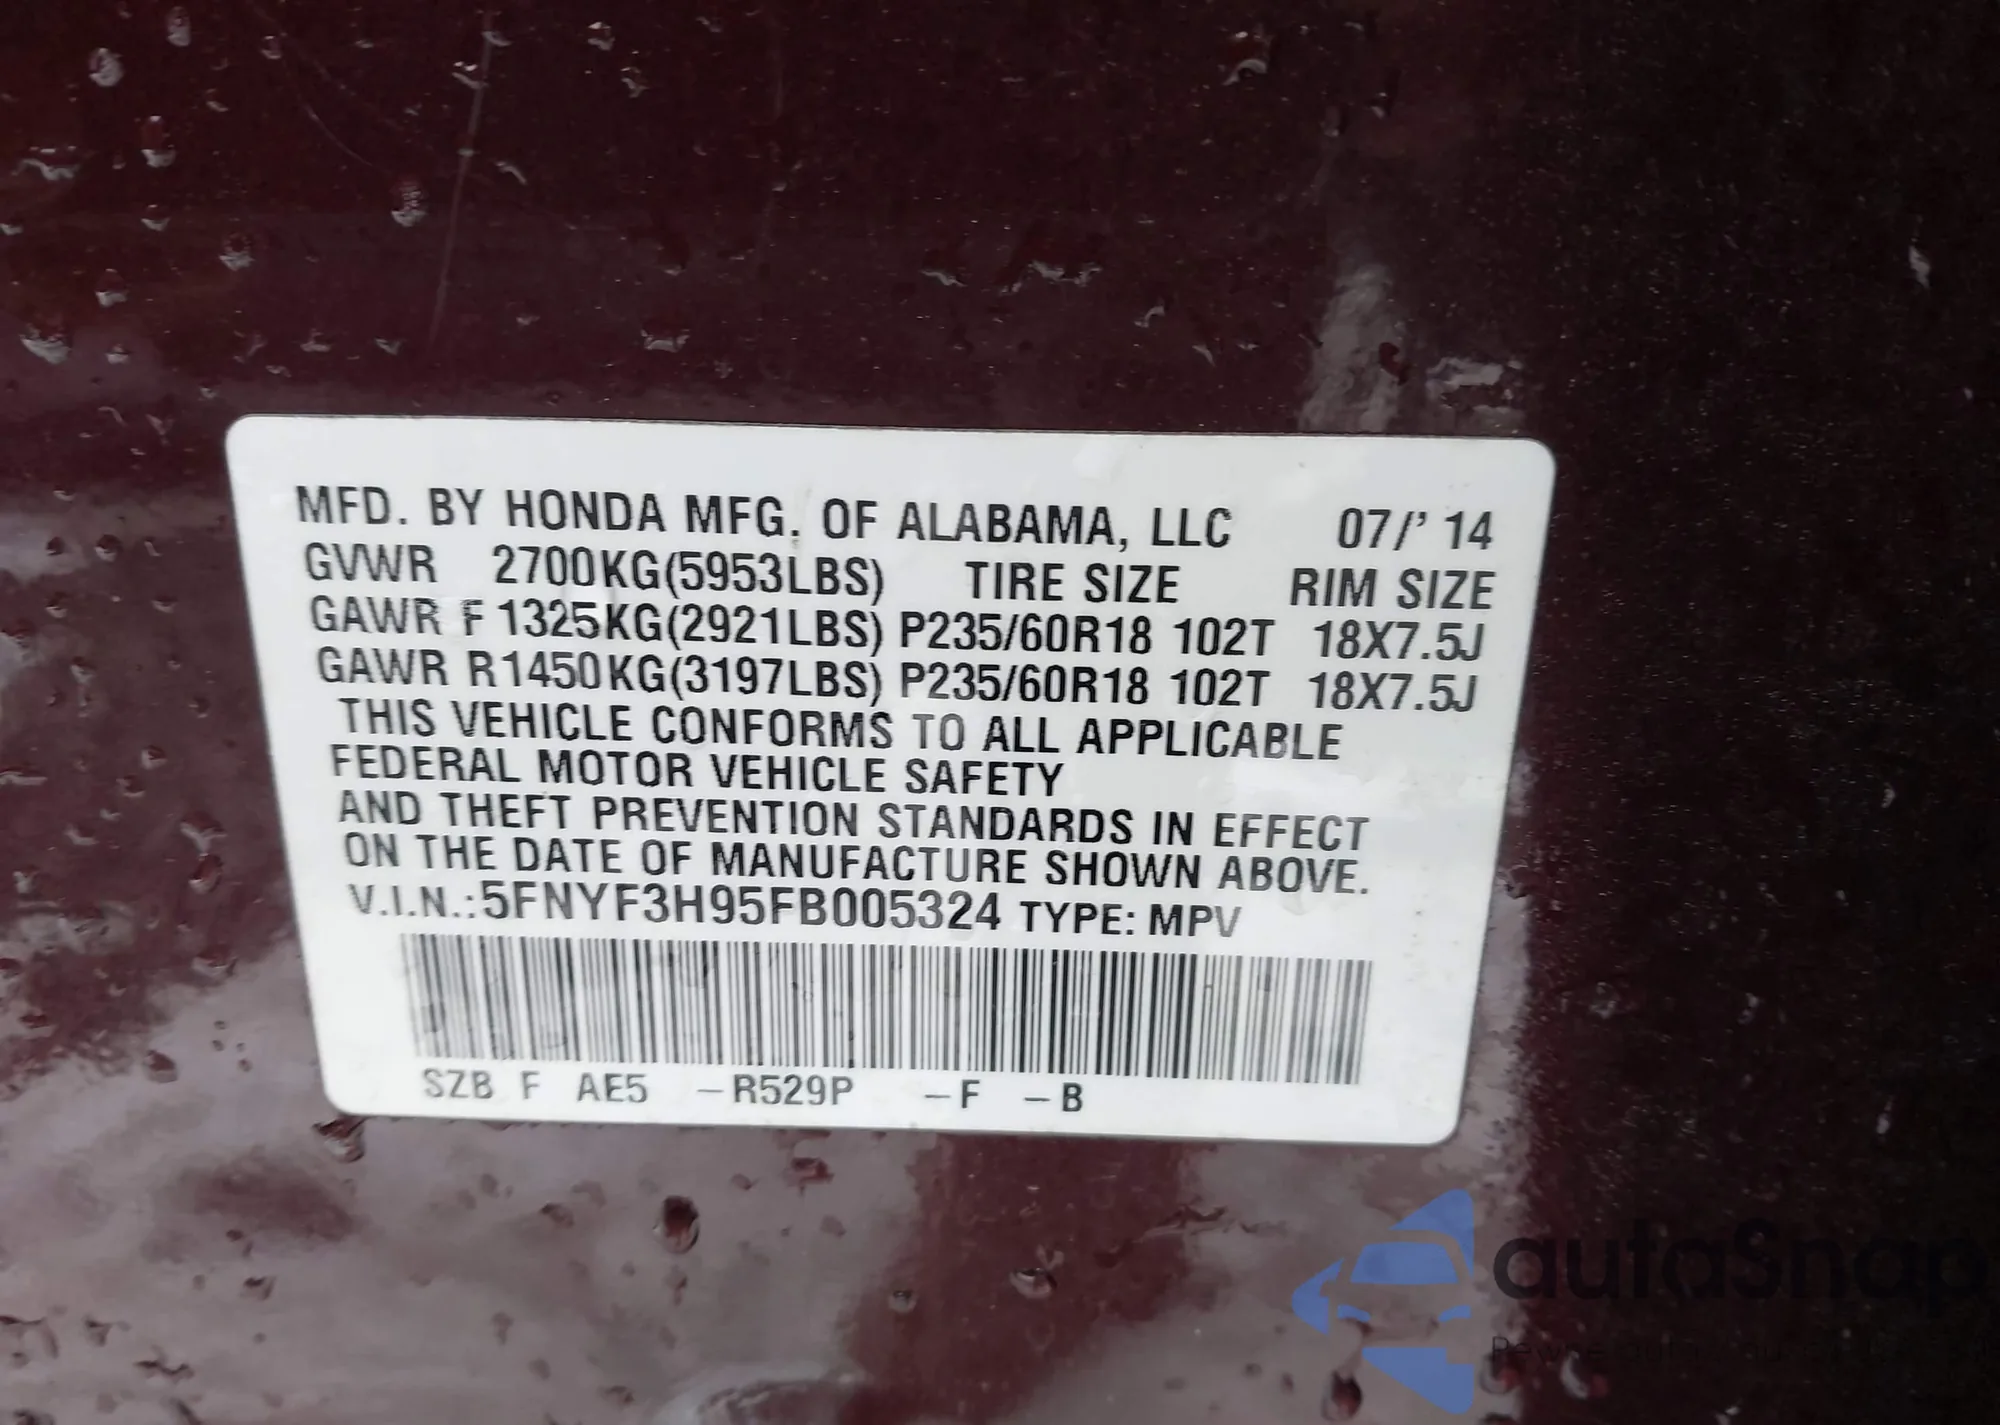 MFD. BY HONDA MFG. OF ALABAMA, LLC 07/' 14
GVWR 2700KG(5953LBS) TIRE SIZE RIM SIZE
GAWR F 1325KG(2921LBS) P235/60R18 102T 18X7.5J
GAWR R1450KG(3197LBS) P235/60R18 102T 18X7.5J
THIS VEHICLE CONFORMS TO ALL APPLICABLE
FEDERAL MOTOR VEHICLE SAFETY
AND THEFT PREVENTION STANDARDS IN EFFECT
ON THE DATE OF MANUFACTURE SHOWN ABOVE.
V.I.N.:5FNYF3H95FB005324 TYPE: MPV
SZB F AE5 -R529P -F -B
autaSnap